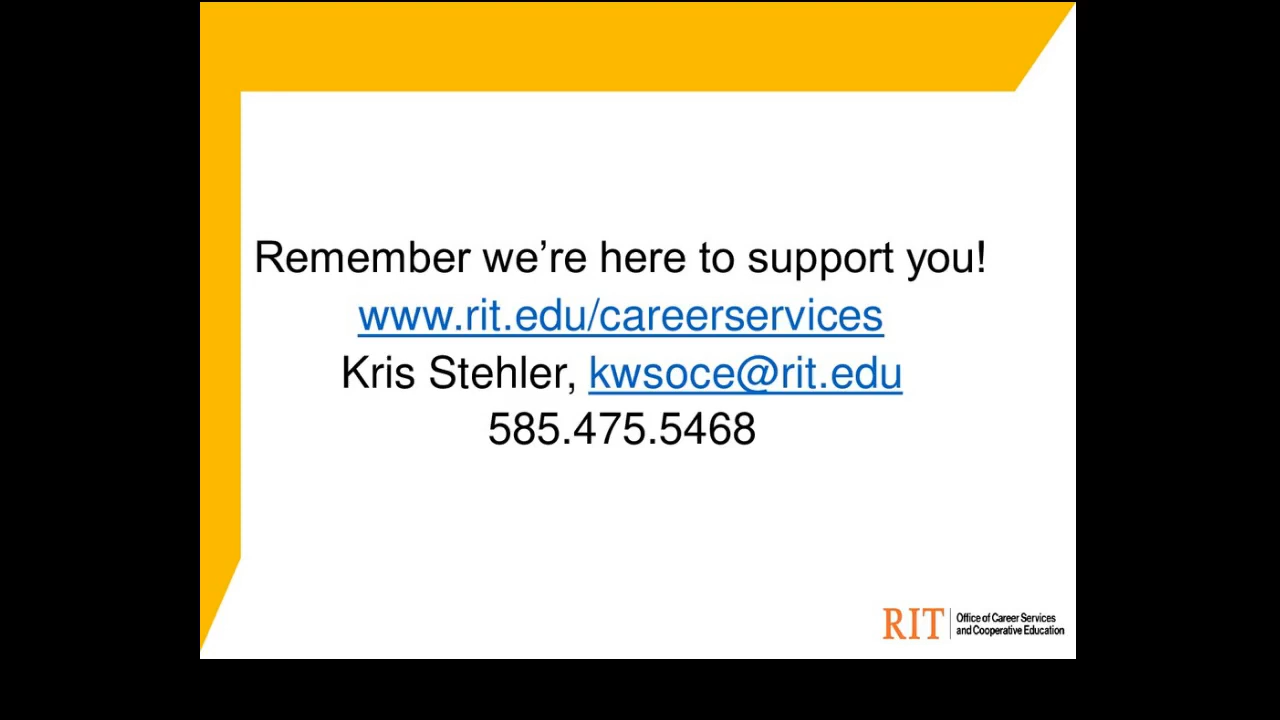 Remember we’re here to support you!
www.rit.edu/careerservices
Kris Stehler, kwsoce@rit.edu
585.475.5468
RIT
Office of Career Services
and Cooperative Education